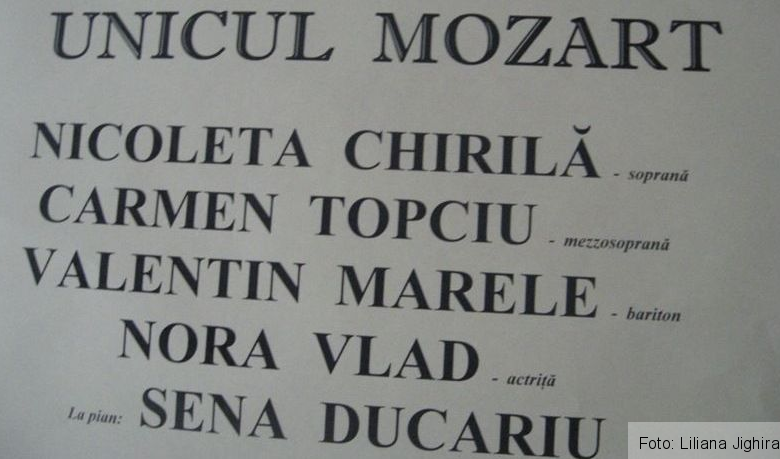 UNICUL MOZART
NICOLETA CHIRILĂ - soprană
CARMEN TOPCIU - mezzosoprană
VALENTIN MARELE - bariton
NORA VLAD - actriță
La pian: SENA DUCARIU
Foto: Liliana Jighira